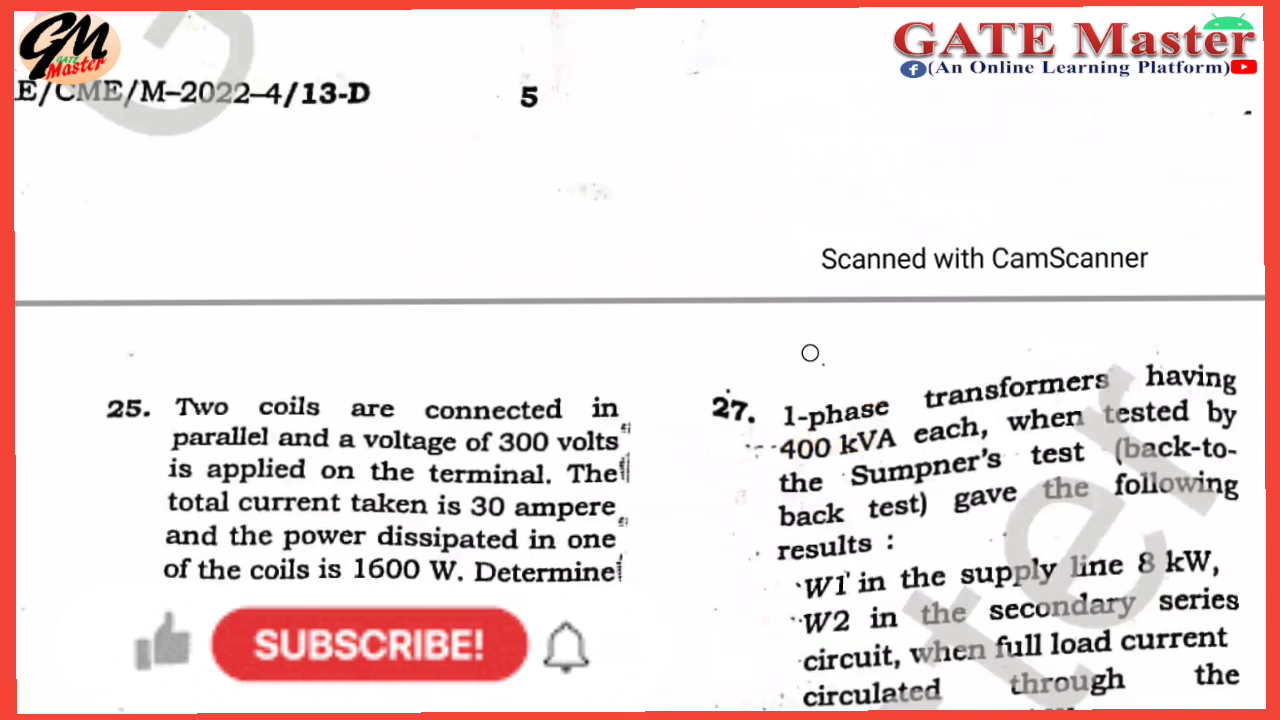 GM
GATE
Master
GATE Master
(An Online Learning Platform)
E/CME/M–2022–4/13-D
5
Scanned with CamScanner
25. Two coils are connected in
parallel and a voltage of 300 volts
is applied on the terminal. The
total current taken is 30 ampere
and the power dissipated in one
of the coils is 1600 W. Determine
SUBSCRIBE!
27. 1-phase transformers having
400 kVA each, when tested by
the Sumpner's test (back-to-
back test) gave the following
results :
W1 in the supply line 8 kW,
W2 in the secondary series
circuit, when full load current
circulated through the